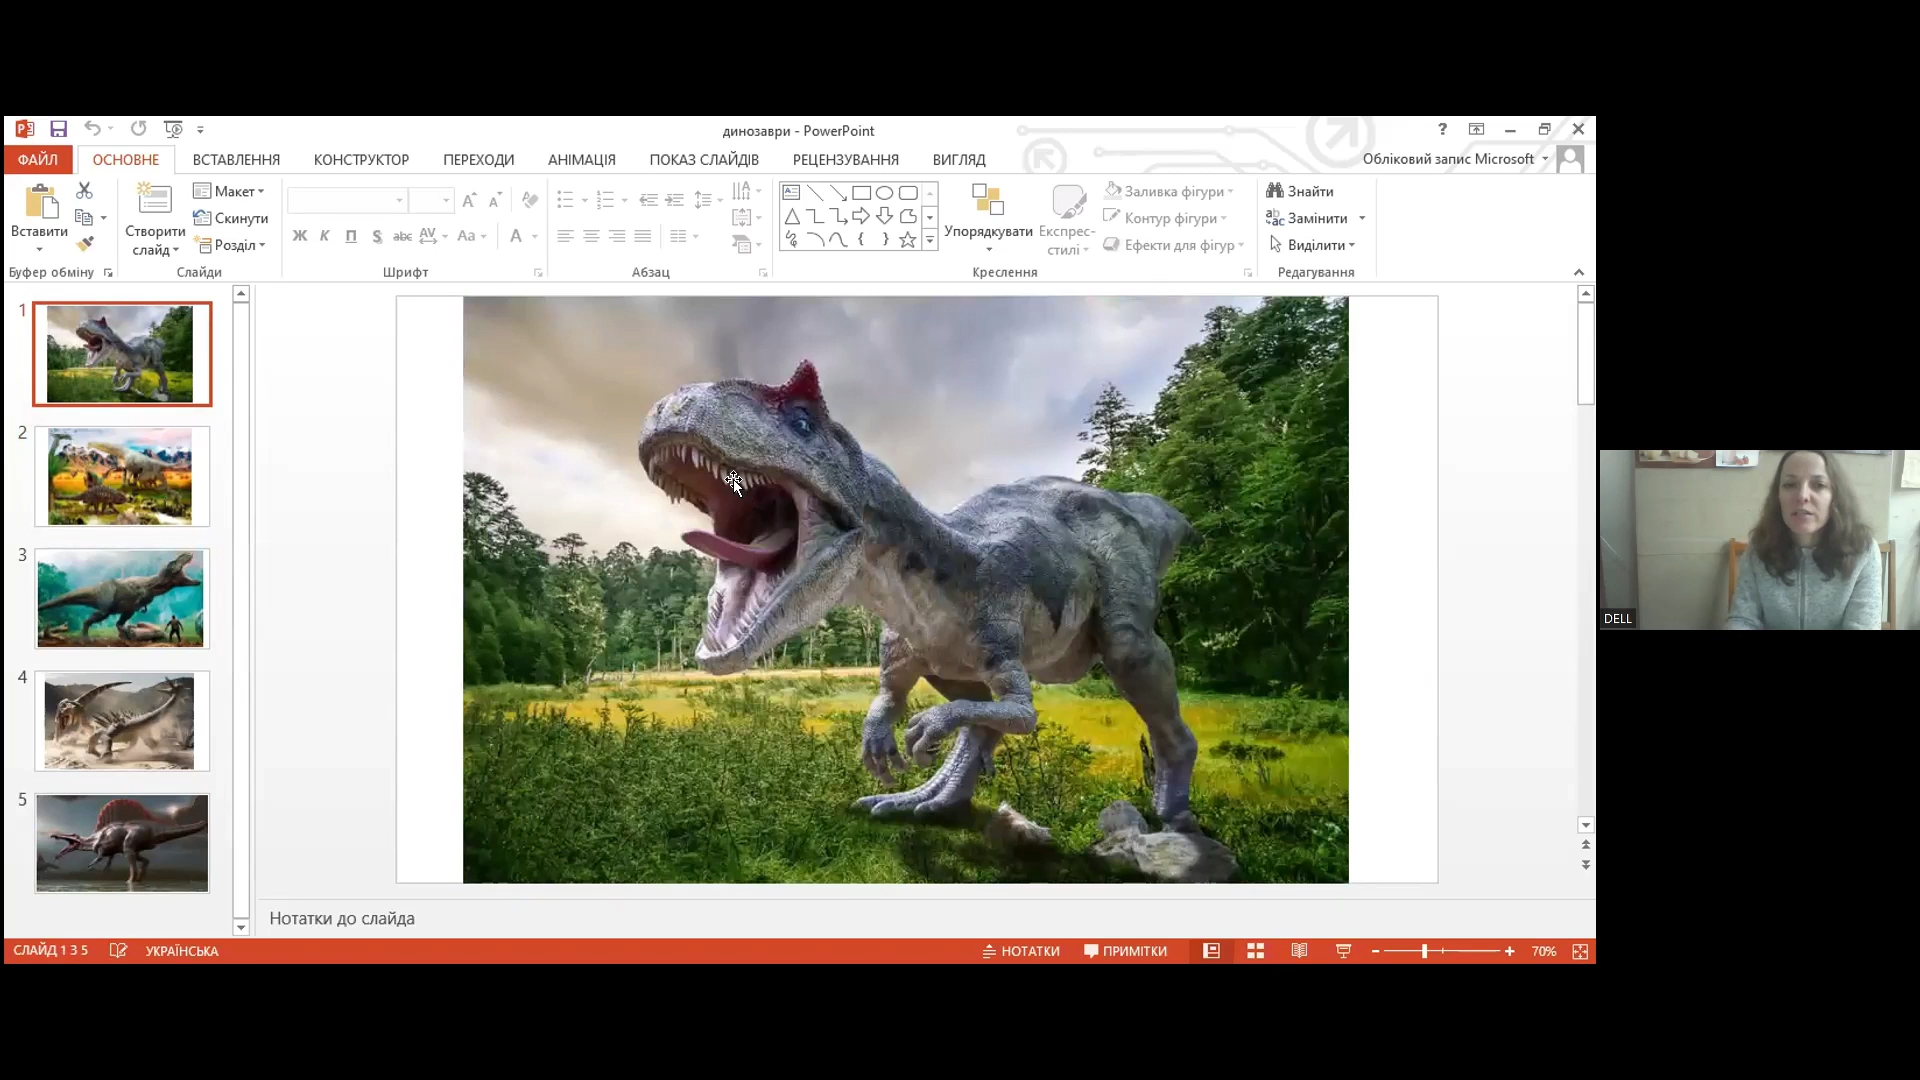 динозаври - PowerPoint
?
ФАЙЛ ОСНОВНЕ ВСТАВЛЕННЯ КОНСТРУКТОР ПЕРЕХОДИ АНІМАЦІЯ ПОКАЗ СЛАЙДІВ РЕЦЕНЗУВАННЯ ВИГЛЯД Обліковий запис Microsoft
Вставити
Створити слайд
Макет
Скинути
Розділ
Ж К П S abc AV Aa A
Упорядкувати
Експрес-стилі
Заливка фігури
Контур фігури
Ефекти для фігур
Знайти
Замінити
Виділити
Буфер обміну Слайди Шрифт Абзац Креслення Редагування
1
2
3
4
5
Нотатки до слайда
СЛАЙД 1 З 5 УКРАЇНСЬКА НОТАТКИ ПРИМІТКИ 70%
DELL